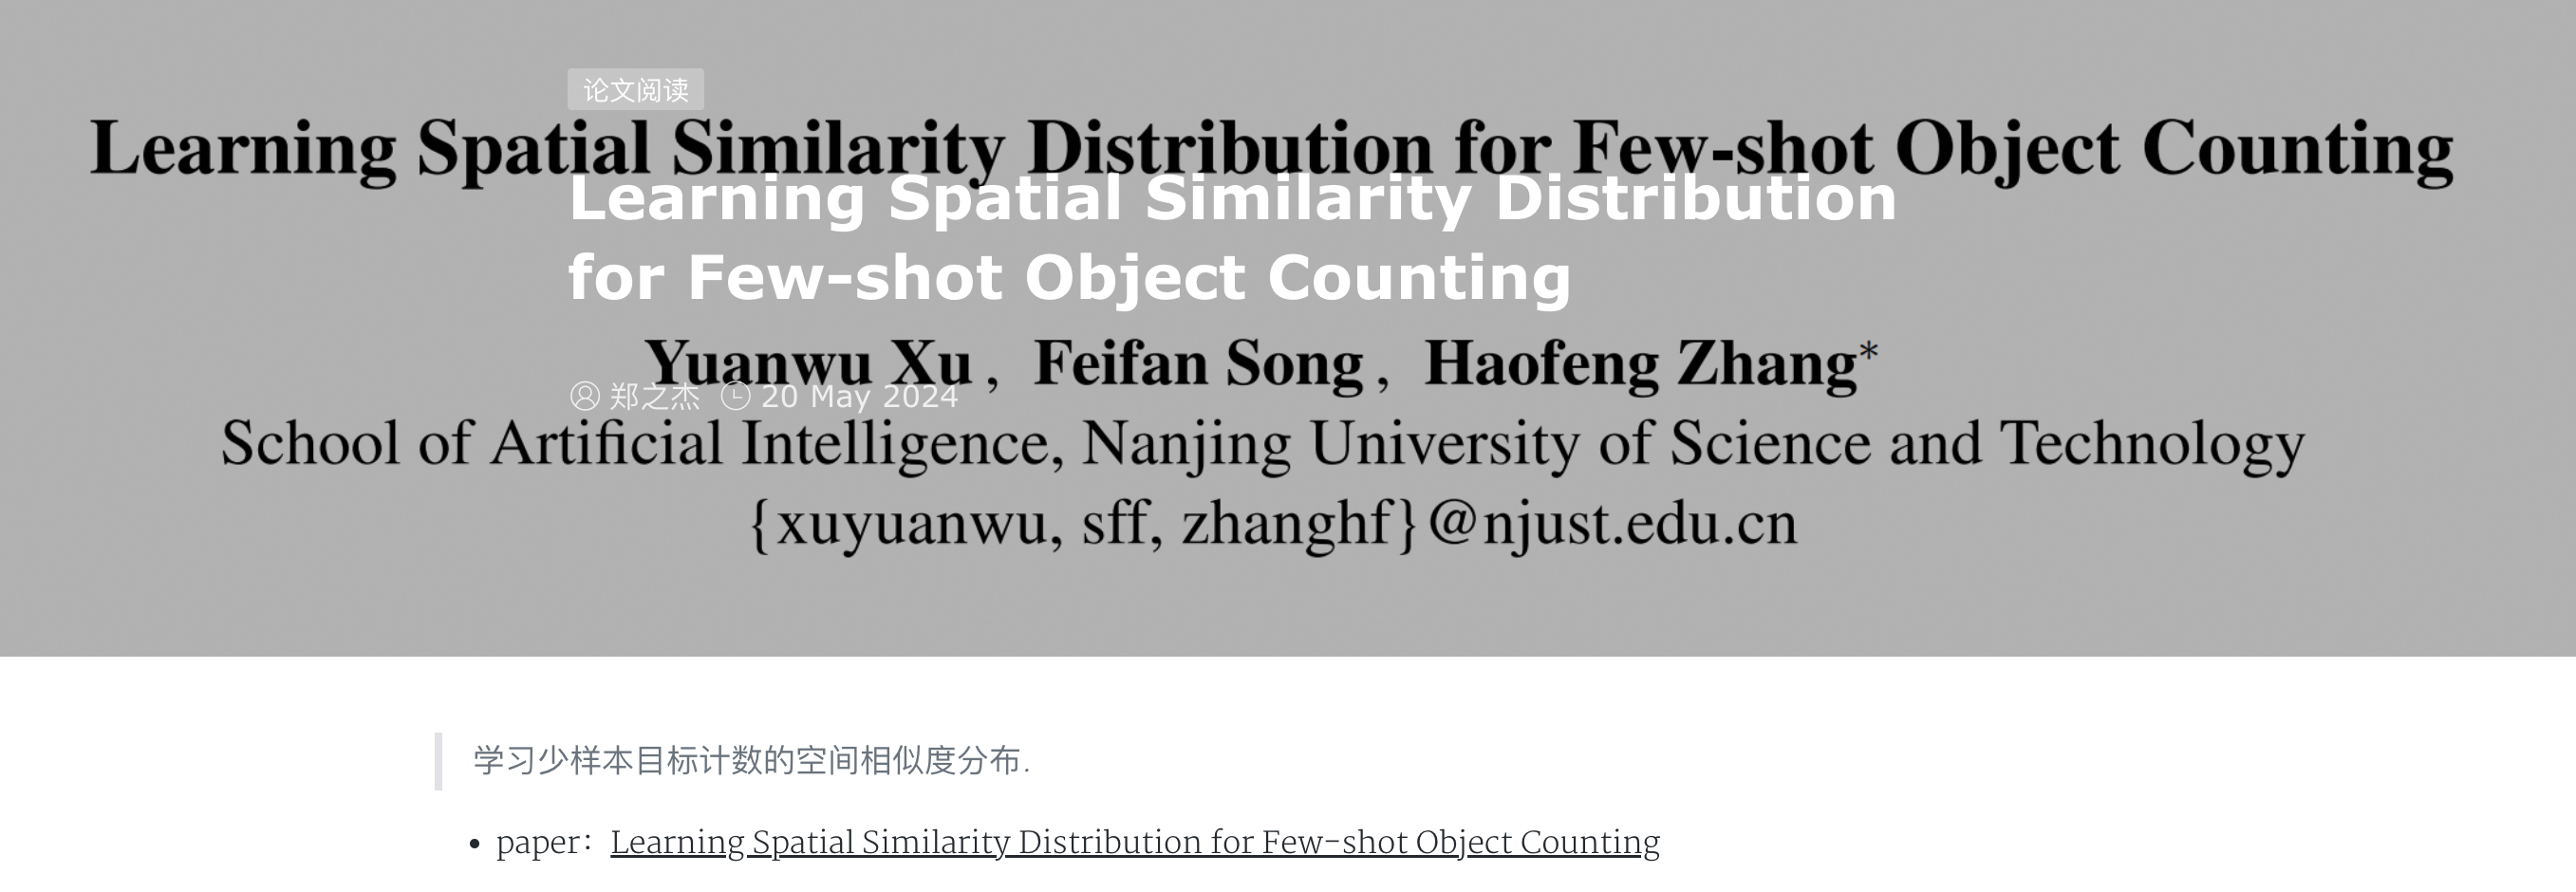 论文阅读
Learning Spatial Similarity Distribution for Few-shot Object Counting
Learning Spatial Similarity Distribution
for Few-shot Object Counting
Yuanwu Xu , Feifan Song , Haofeng Zhang*
郑之杰 20 May 2024
School of Artificial Intelligence, Nanjing University of Science and Technology
{xuyuanwu, sff, zhanghf}@njust.edu.cn
学习少样本目标计数的空间相似度分布.
• paper：Learning Spatial Similarity Distribution for Few-shot Object Counting